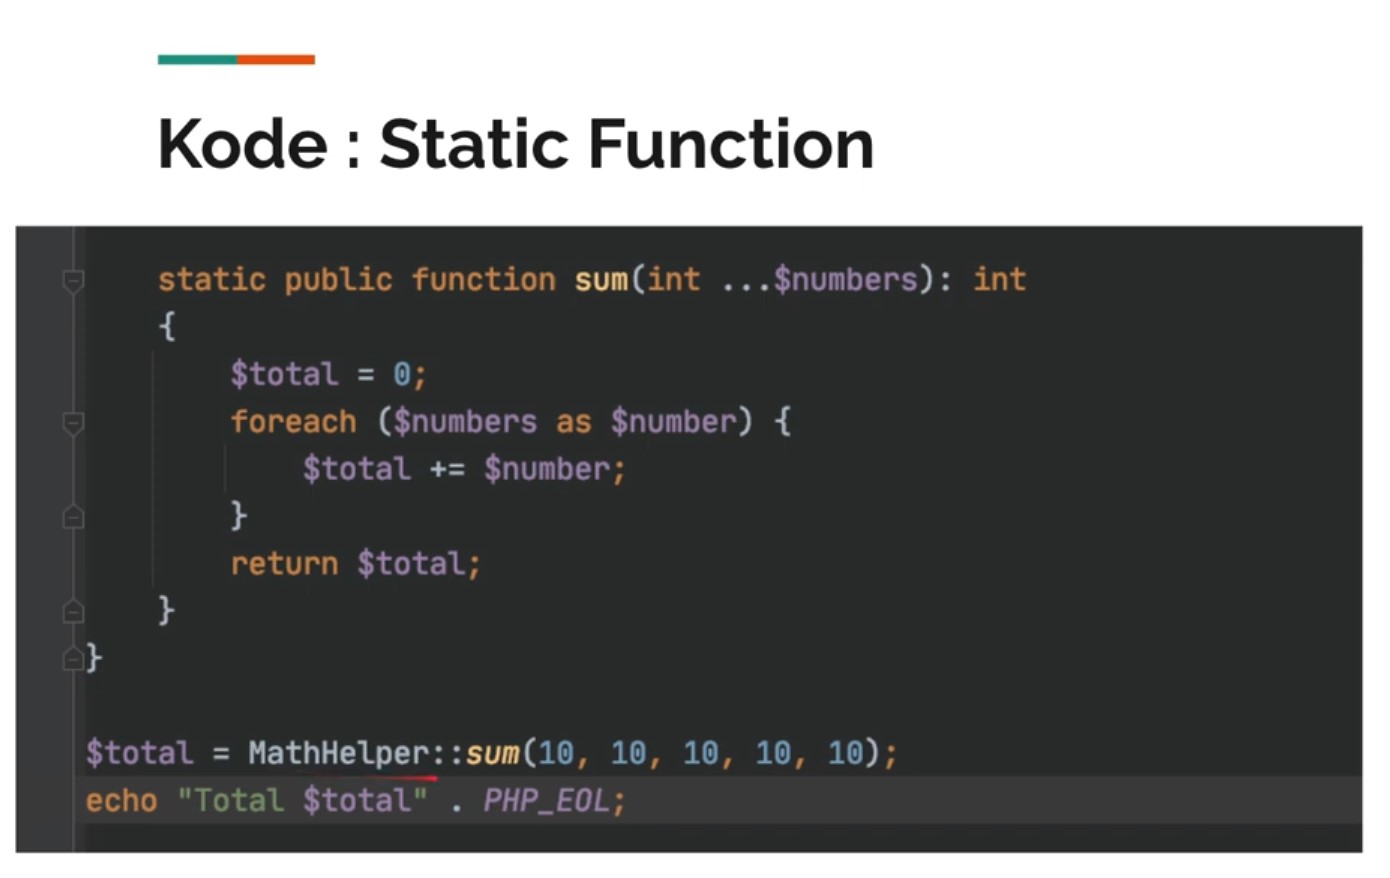 Kode : Static Function
static public function sum(int ...$numbers): int
{
$total = 0;
foreach ($numbers as $number) {
$total += $number;
}
return $total;
}
}
$total = MathHelper::sum(10, 10, 10, 10, 10);
echo "Total $total" . PHP_EOL;